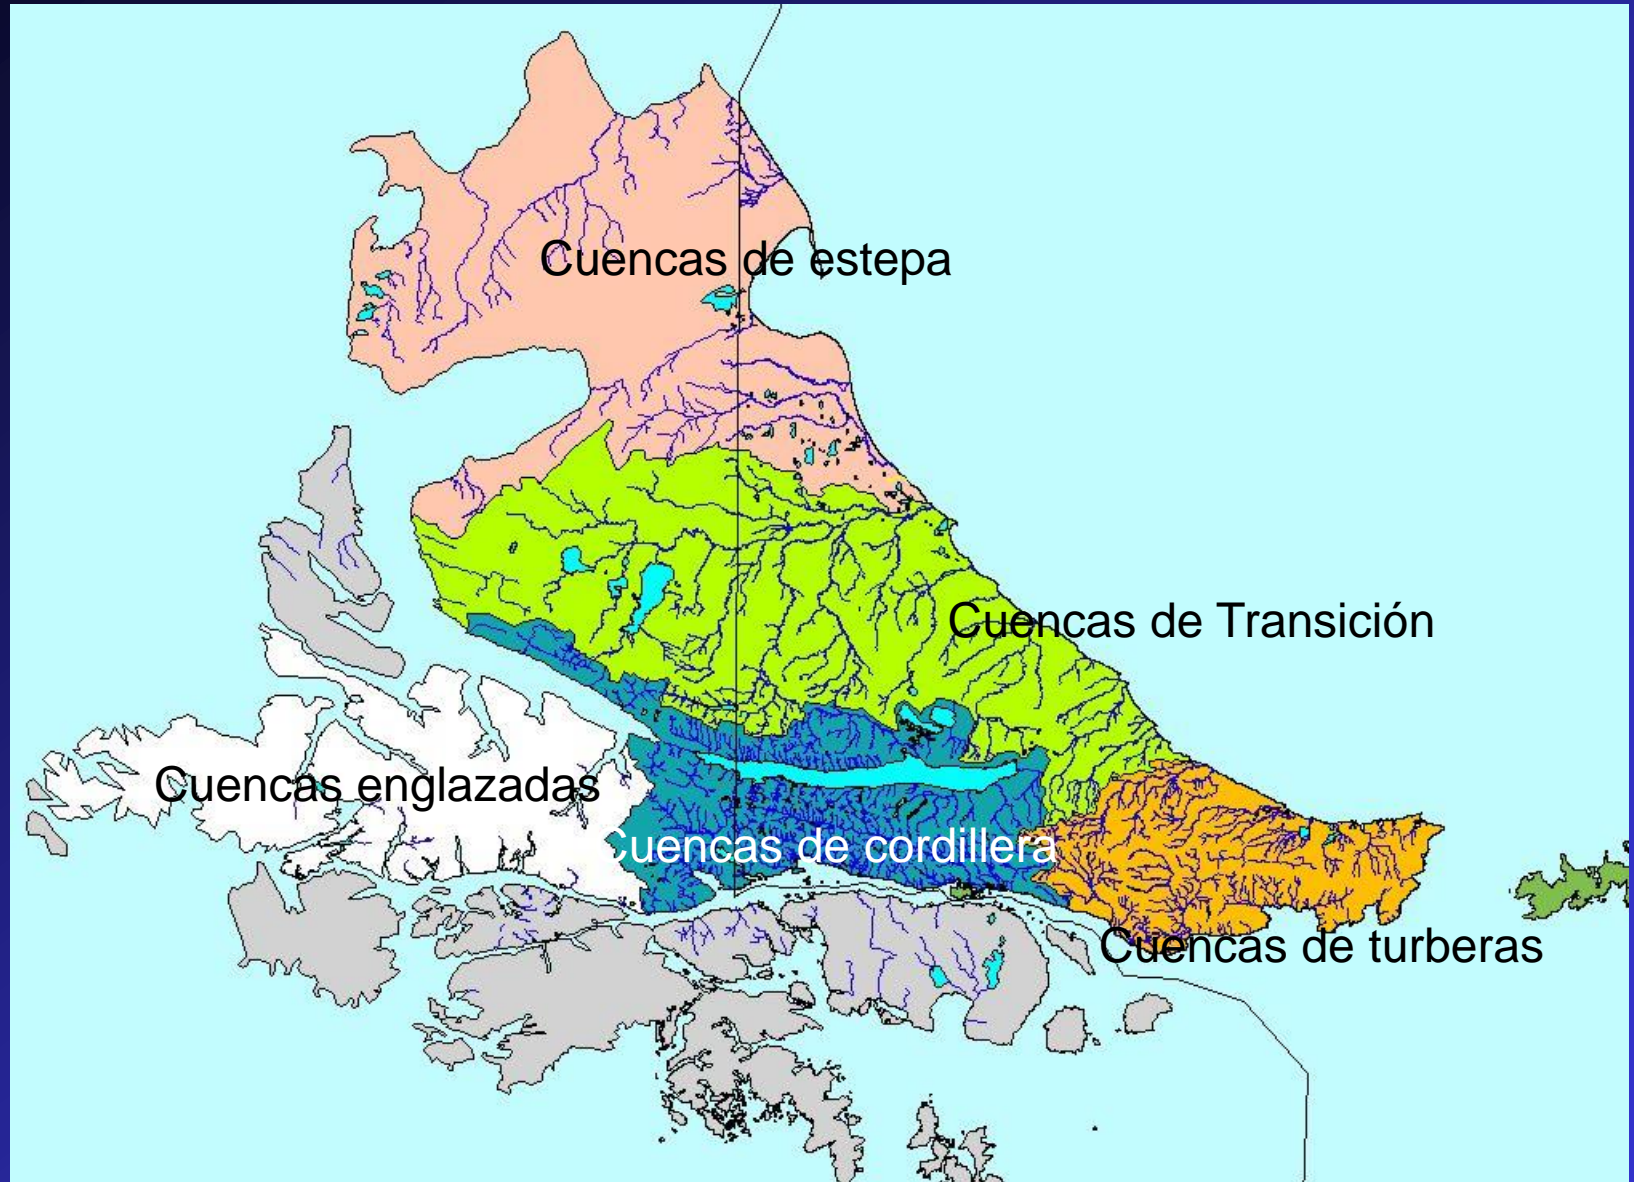 Cuencas de estepa
Cuencas de Transición
Cuencas englazadas
Cuencas de cordillera
Cuencas de turberas